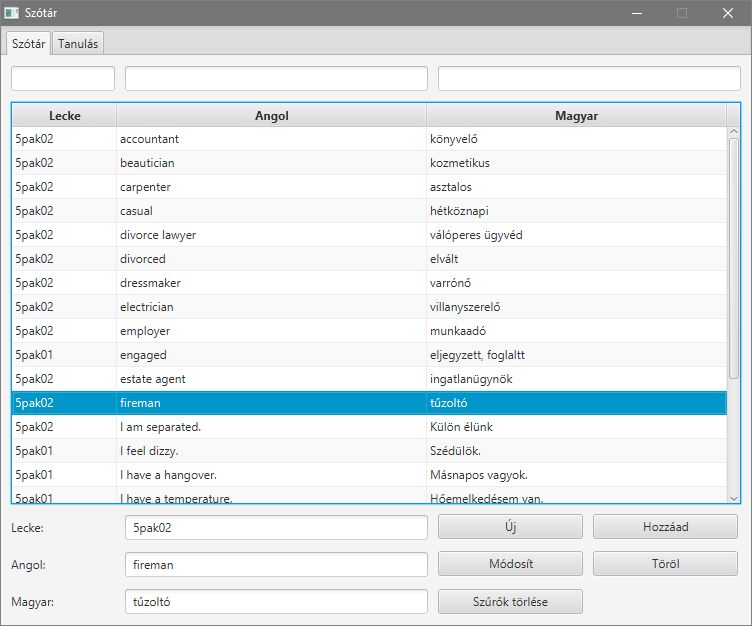 Szótár
Szótár Tanulás
Lecke Angol Magyar
5pak02 accountant könyvelő
5pak02 beautician kozmetikus
5pak02 carpenter asztalos
5pak02 casual hétköznapi
5pak02 divorce lawyer válóperes ügyvéd
5pak02 divorced elvált
5pak02 dressmaker varrónő
5pak02 electrician villanyszerelő
5pak02 employer munkaadó
5pak01 engaged eljegyzett, foglaltt
5pak02 estate agent ingatlanügynök
5pak02 fireman tűzoltó
5pak02 I am separated. Külön élünk
5pak01 I feel dizzy. Szédülök.
5pak01 I have a hangover. Másnapos vagyok.
5pak01 I have a temperature. Hőemelkedésem van.
Lecke: 5pak02 Új Hozzáad
Angol: fireman Módosít Töröl
Magyar: tűzoltó Szűrők törlése